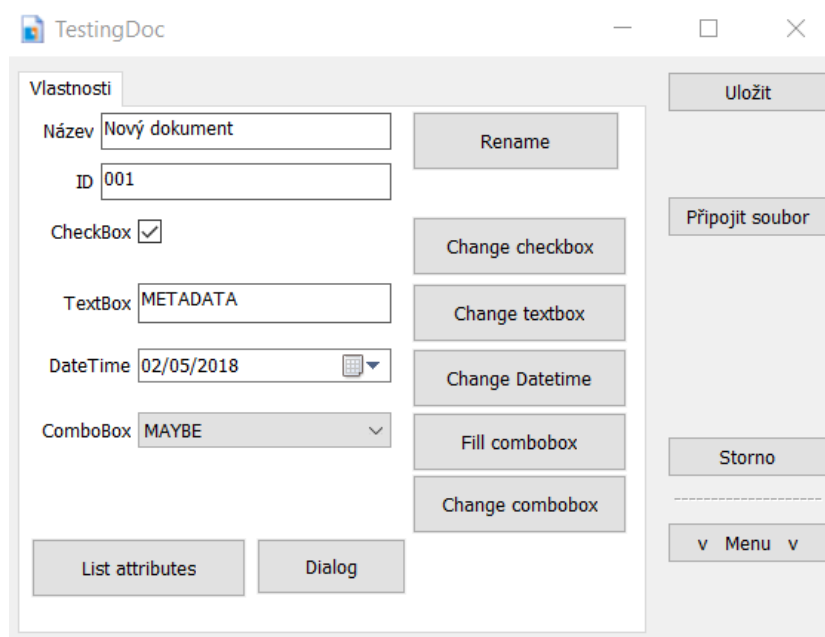 TestingDoc
Vlastnosti
Uložit
Název Nový dokument
Rename
ID 001
Připojit soubor
CheckBox
Change checkbox
TextBox METADATA
Change textbox
DateTime 02/05/2018
Change Datetime
ComboBox MAYBE
Fill combobox
Storno
Change combobox
v Menu v
List attributes
Dialog